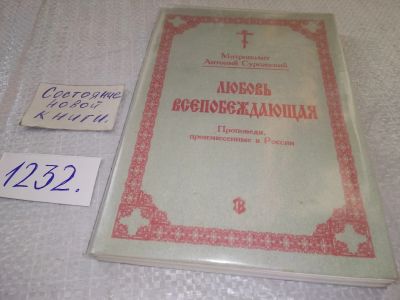 Состояние
новой
книги.
1232.
Митрополит
Антоний Сурожский
ЛЮБОВЬ
ВСЕПОБЕЖДАЮЩАЯ
Проповеди,
произнесенные в России